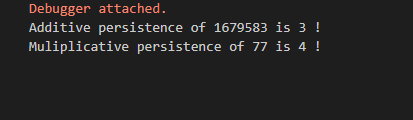 Debugger attached.
Additive persistence of 1679583 is 3 !
Muliplicative persistence of 77 is 4 !